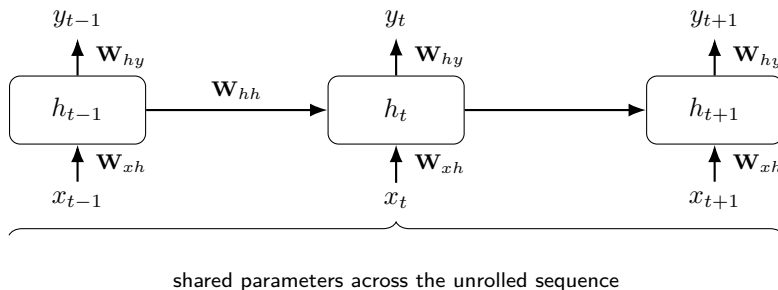 y_{t−1} y_t y_{t+1}
W_{hy} W_{hy} W_{hy}
W_{hh}
h_{t−1} h_t h_{t+1}
W_{xh} W_{xh} W_{xh}
x_{t−1} x_t x_{t+1}
shared parameters across the unrolled sequence